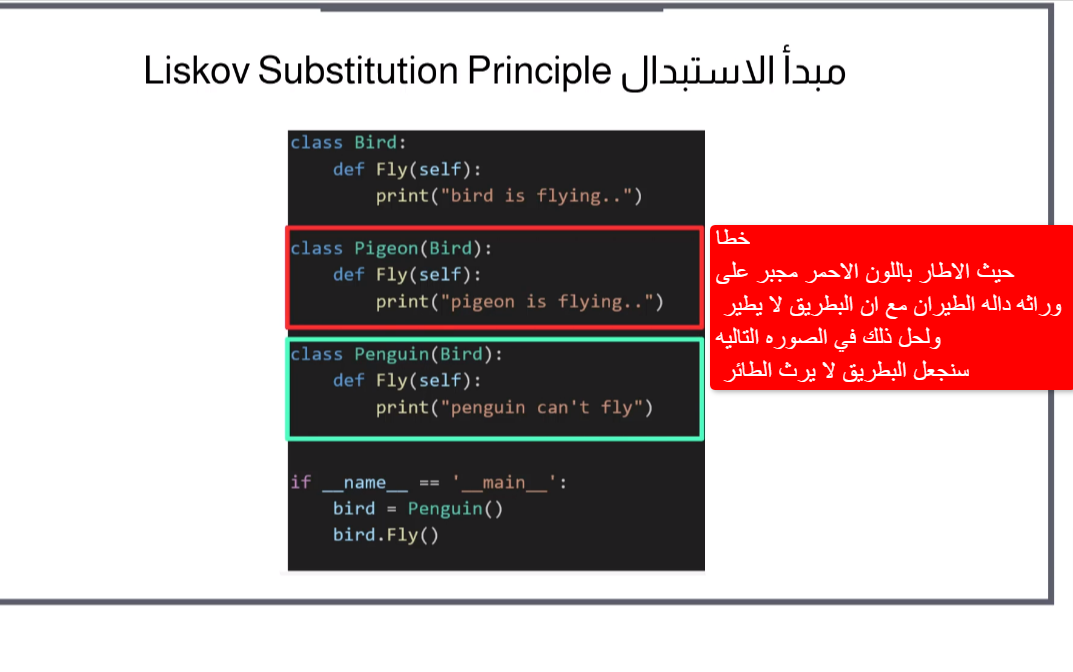 مبدأ الاستبدال Liskov Substitution Principle
class Bird:
    def Fly(self):
        print("bird is flying..")
class Pigeon(Bird):
    def Fly(self):
        print("pigeon is flying..")
class Penguin(Bird):
    def Fly(self):
        print("penguin can't fly")
if __name__ == '__main__':
    bird = Penguin()
    bird.Fly()
خطا
حيث الاطار باللون الاحمر مجبر على
وراثه داله الطيران مع ان البطريق لا يطير
ولحل ذلك في الصوره التاليه
سنجعل البطريق لا يرث الطائر